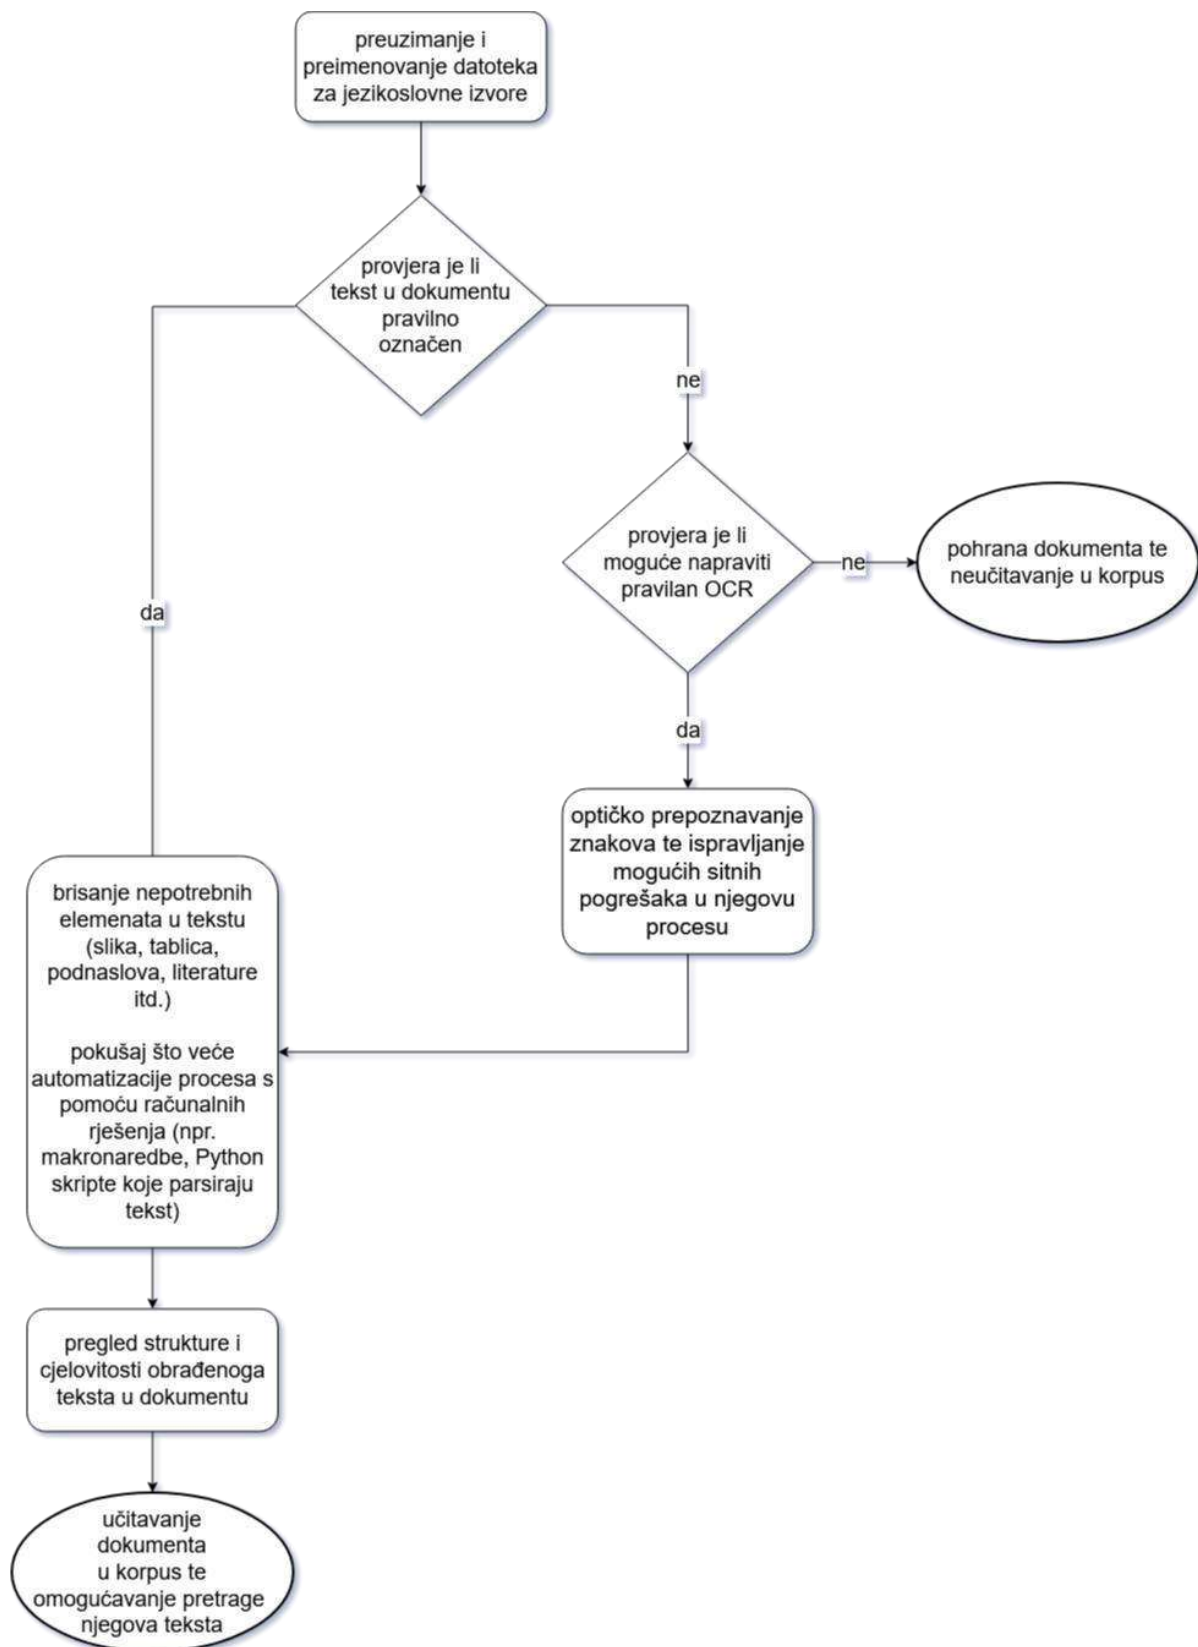 preuzimanje i
preimenovanje datoteka
za jezikoslovne izvore
provjera je li
tekst u dokumentu
pravilno
označen
ne
provjera je li
moguće napraviti
pravilan OCR
ne
pohrana dokumenta te
neučitavanje u korpus
da
da
optičko prepoznavanje
znakova te ispravljanje
mogućih sitnih
pogrešaka u njegovu
procesu
brisanje nepotrebnih
elemenata u tekstu
(slika, tablica,
podnaslova, literature
itd.)
pokušaj što veće
automatizacije procesa s
pomoću računalnih
rješenja (npr.
makronaredbe, Python
skripte koje parsiraju
tekst)
pregled strukture i
cjelovitosti obrađenoga
teksta u dokumentu
učitavanje
dokumenta
u korpus te
omogućavanje pretrage
njegova teksta